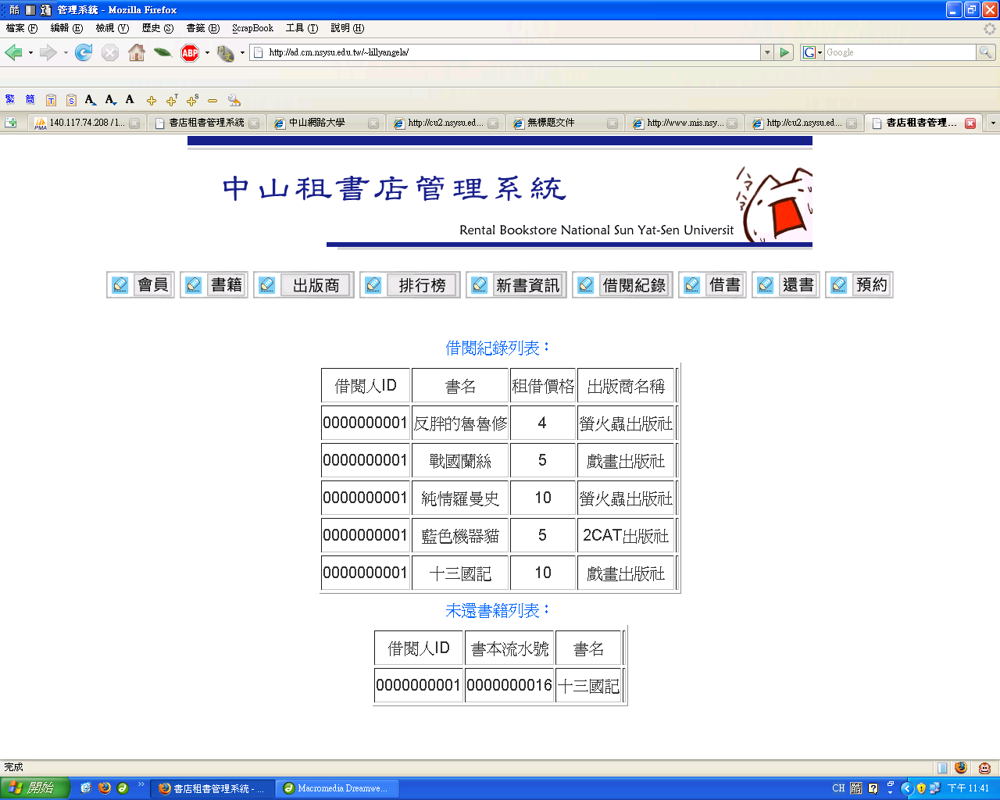 酷 管理系統 - Mozilla Firefox
檔案 (F) 編輯 (E) 檢視 (V) 歷史 (S) 書籤 (B) ScrapBook 工具 (T) 說明 (H)
ABP http://ad.cm.nsysu.edu.tw/~lillyangela/ G Google
繁 簡 T S A A A T S
PMA 140.117.74.208 / l... 書店租書管理系統 中山網路大學 http://cu2.nsysu.ed... 無標題文件 http://www.mis.nsy... http://cu2.nsysu.ed... 書店租書管理...
中山租書店管理系統
ハァハァ
Rental Bookstore National Sun Yat-Sen Universit
會員 書籍 出版商 排行榜 新書資訊 借閱紀錄 借書 還書 預約
借閱紀錄列表：
借閱人ID 書名 租借價格 出版商名稱
0000000001 反胖的魯魯修 4 螢火蟲出版社
0000000001 戰國蘭絲 5 戲畫出版社
0000000001 純情羅曼史 10 螢火蟲出版社
0000000001 藍色機器貓 5 2CAT出版社
0000000001 十三國記 10 戲畫出版社
未還書籍列表：
借閱人ID 書本流水號 書名
0000000001 0000000016 十三國記
完成
開始 書店租書管理系統 - ... Macromedia Dreamwe... CH 酷 下午 11:41